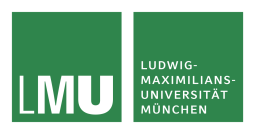 LMU
LUDWIG-
MAXIMILIANS-
UNIVERSITÄT
MÜNCHEN